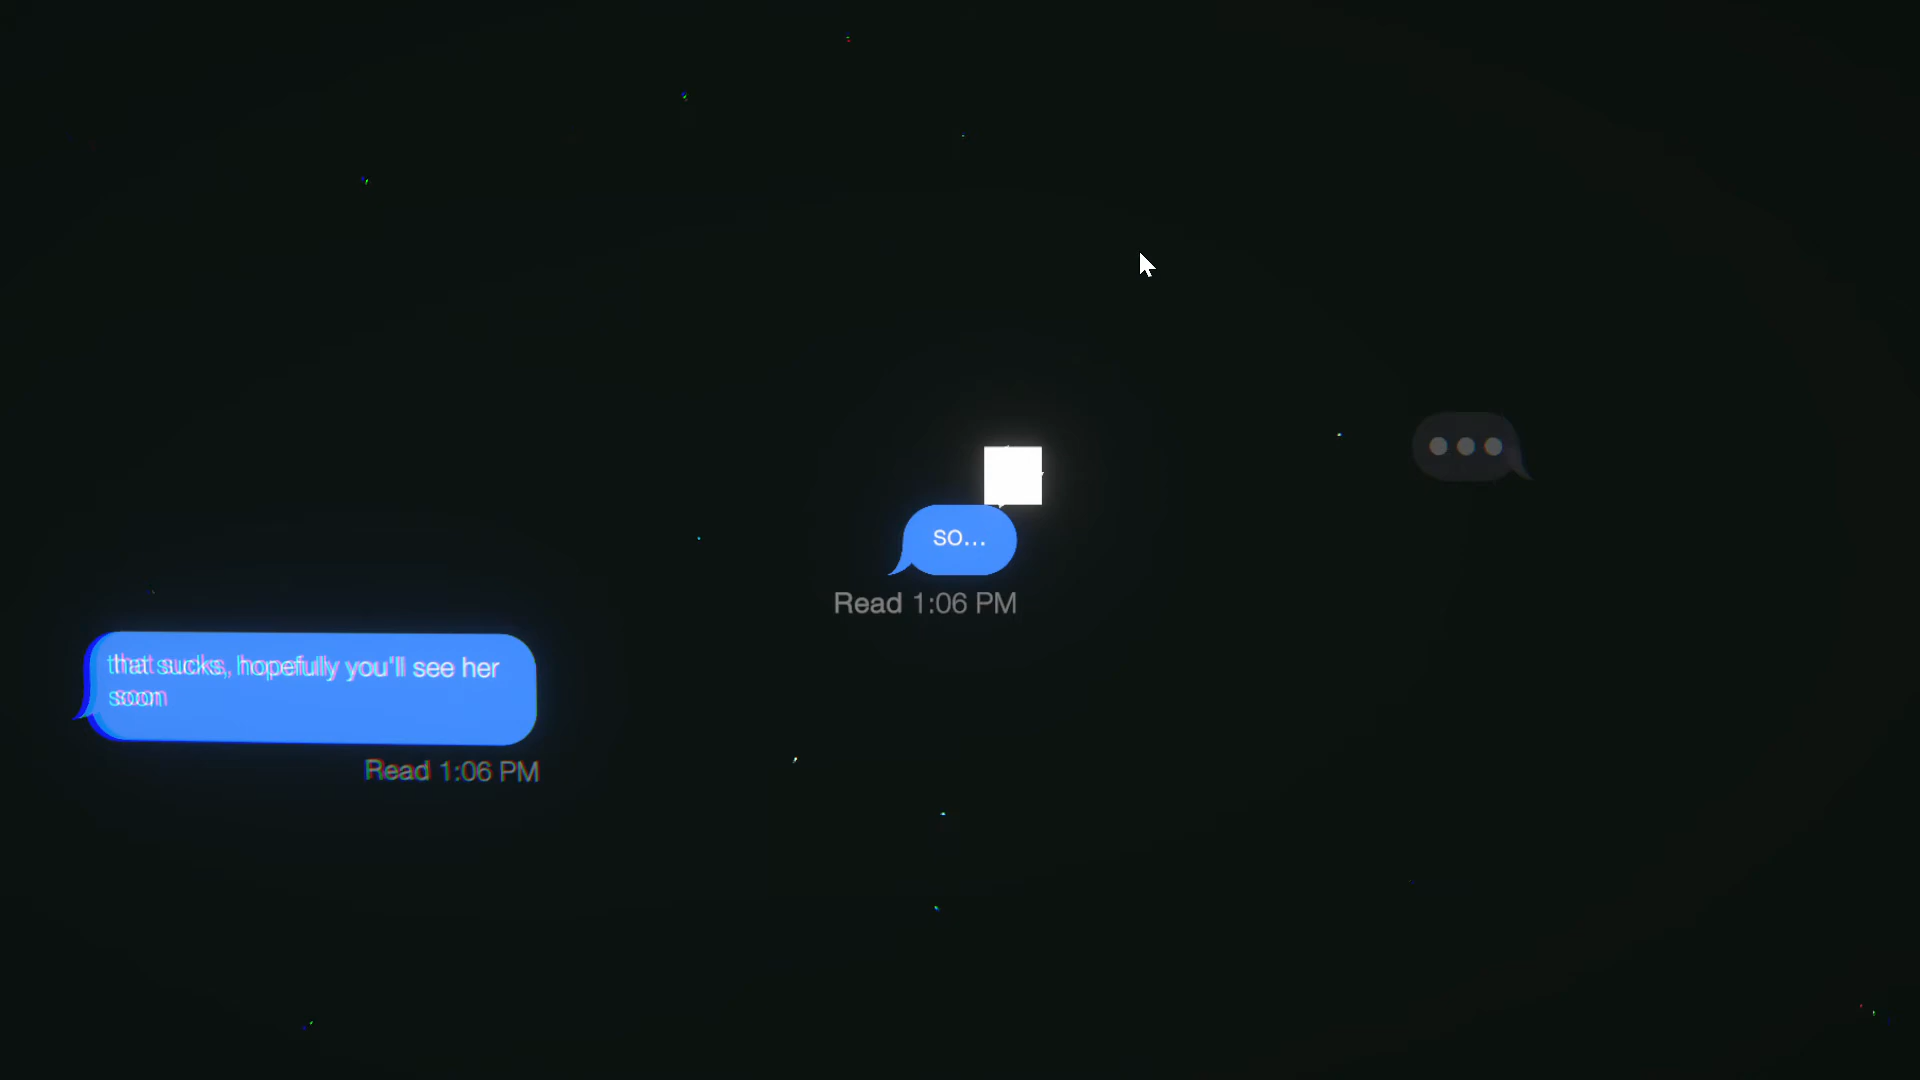 so...
Read 1:06 PM
that sucks, hopefully you'll see her
soon
Read 1:06 PM